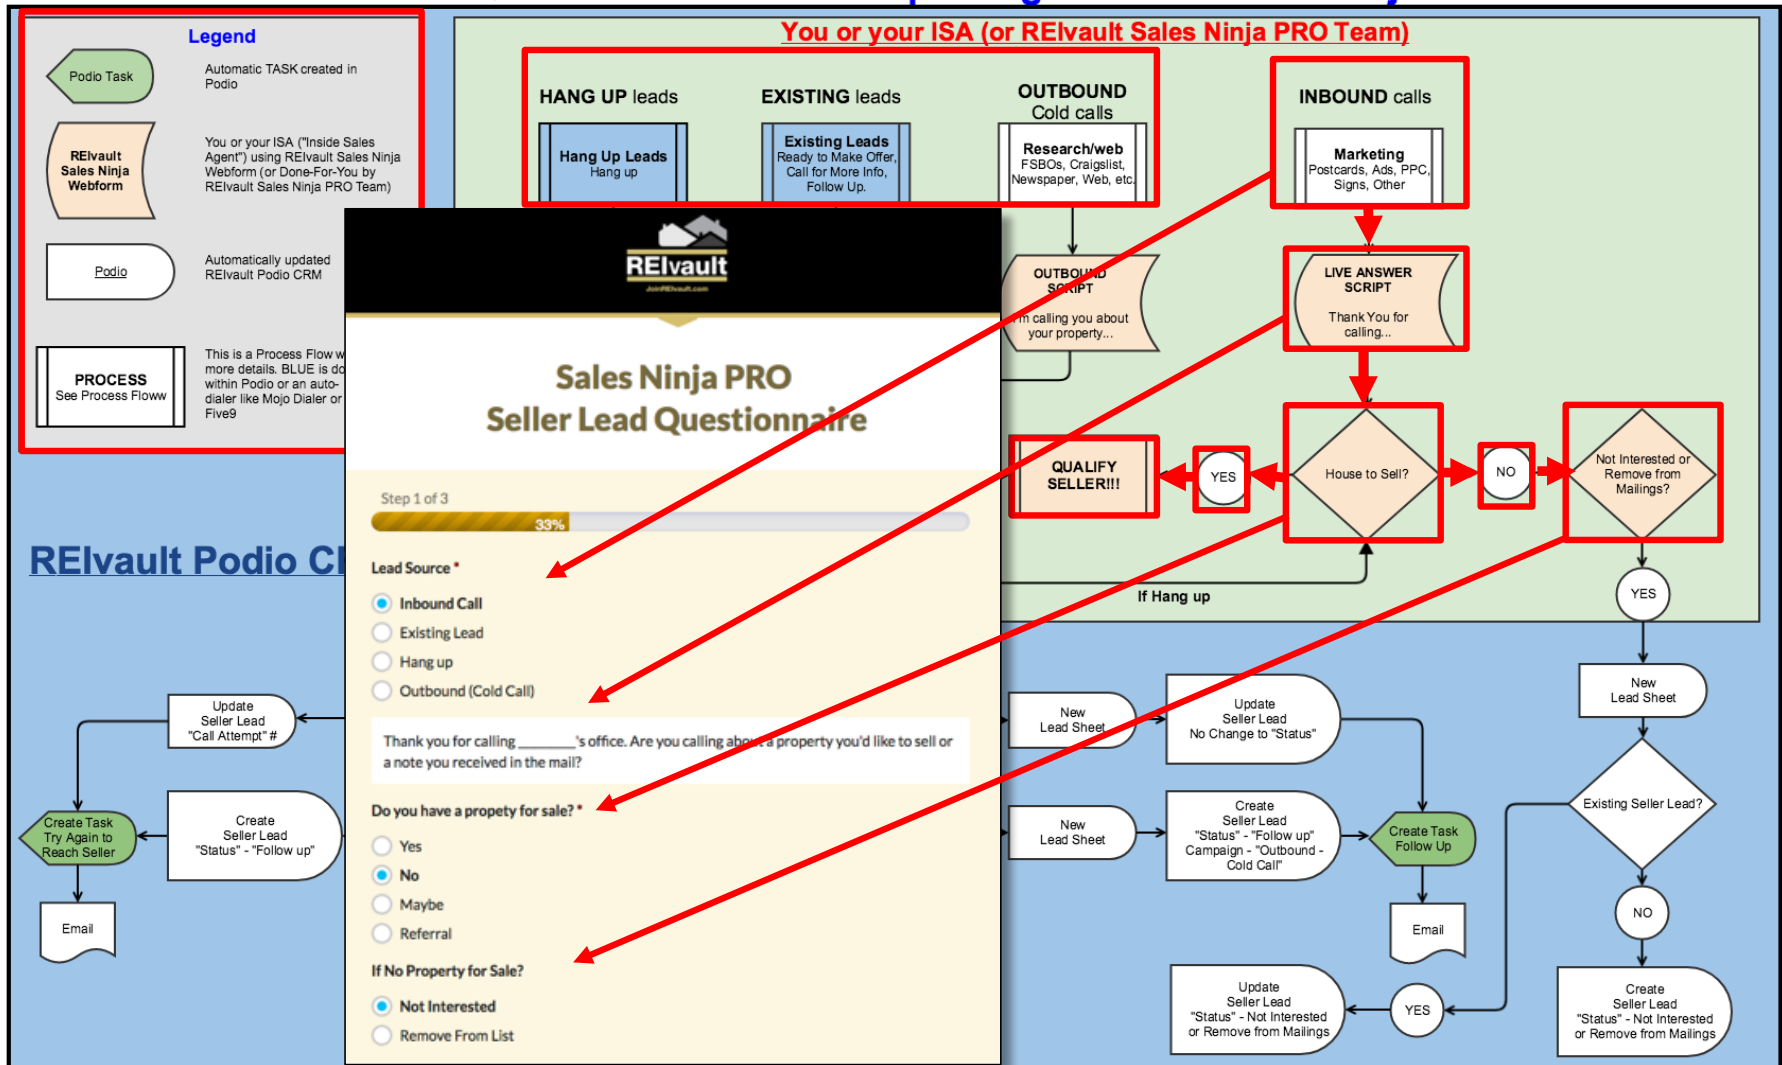 You or your ISA (or REIvault Sales Ninja PRO Team)
Legend
Podio Task
Automatic TASK created in
Podio
REIvault
Sales Ninja
Webform
You or your ISA ("Inside Sales
Agent") using REIvault Sales Ninja
Webform (or Done-For-You by
REIvault Sales Ninja PRO Team)
Podio
Automatically updated
REIvault Podio CRM
PROCESS
See Process Floww
This is a Process Flow w
more details. BLUE is do
within Podio or an auto-
dialer like Mojo Dialer or
Five9
HANG UP leads
Hang Up Leads
Hang up
EXISTING leads
Existing Leads
Ready to Make Offer,
Call for More Info,
Follow Up.
OUTBOUND
Cold calls
Research/web
FSBOs, Craigslist,
Newspaper, Web, etc.
INBOUND calls
Marketing
Postcards, Ads, PPC,
Signs, Other
OUTBOUND
SCRIPT
I'm calling you about
your property...
LIVE ANSWER
SCRIPT
Thank You for
calling...
QUALIFY
SELLER!!!
YES
House to Sell?
NO
Not Interested or
Remove from
Mailings?
If Hang up
YES
REIvault
JoinREIvault.com
Sales Ninja PRO
Seller Lead Questionnaire
Step 1 of 3
33%
Lead Source *
Inbound Call
Existing Lead
Hang up
Outbound (Cold Call)
Thank you for calling ________'s office. Are you calling about a property you'd like to sell or
a note you received in the mail?
Do you have a propety for sale? *
Yes
No
Maybe
Referral
If No Property for Sale?
Not Interested
Remove From List
REIvault Podio C
Update
Seller Lead
"Call Attempt" #
Create Task
Try Again to
Reach Seller
Create
Seller Lead
"Status" - "Follow up"
Email
New
Lead Sheet
Update
Seller Lead
No Change to "Status"
New
Lead Sheet
Create
Seller Lead
"Status" - "Follow up"
Campaign - "Outbound -
Cold Call"
Create Task
Follow Up
Email
New
Lead Sheet
Existing Seller Lead?
NO
YES
Update
Seller Lead
"Status" - Not Interested
or Remove from Mailings
Create
Seller Lead
"Status" - Not Interested
or Remove from Mailings